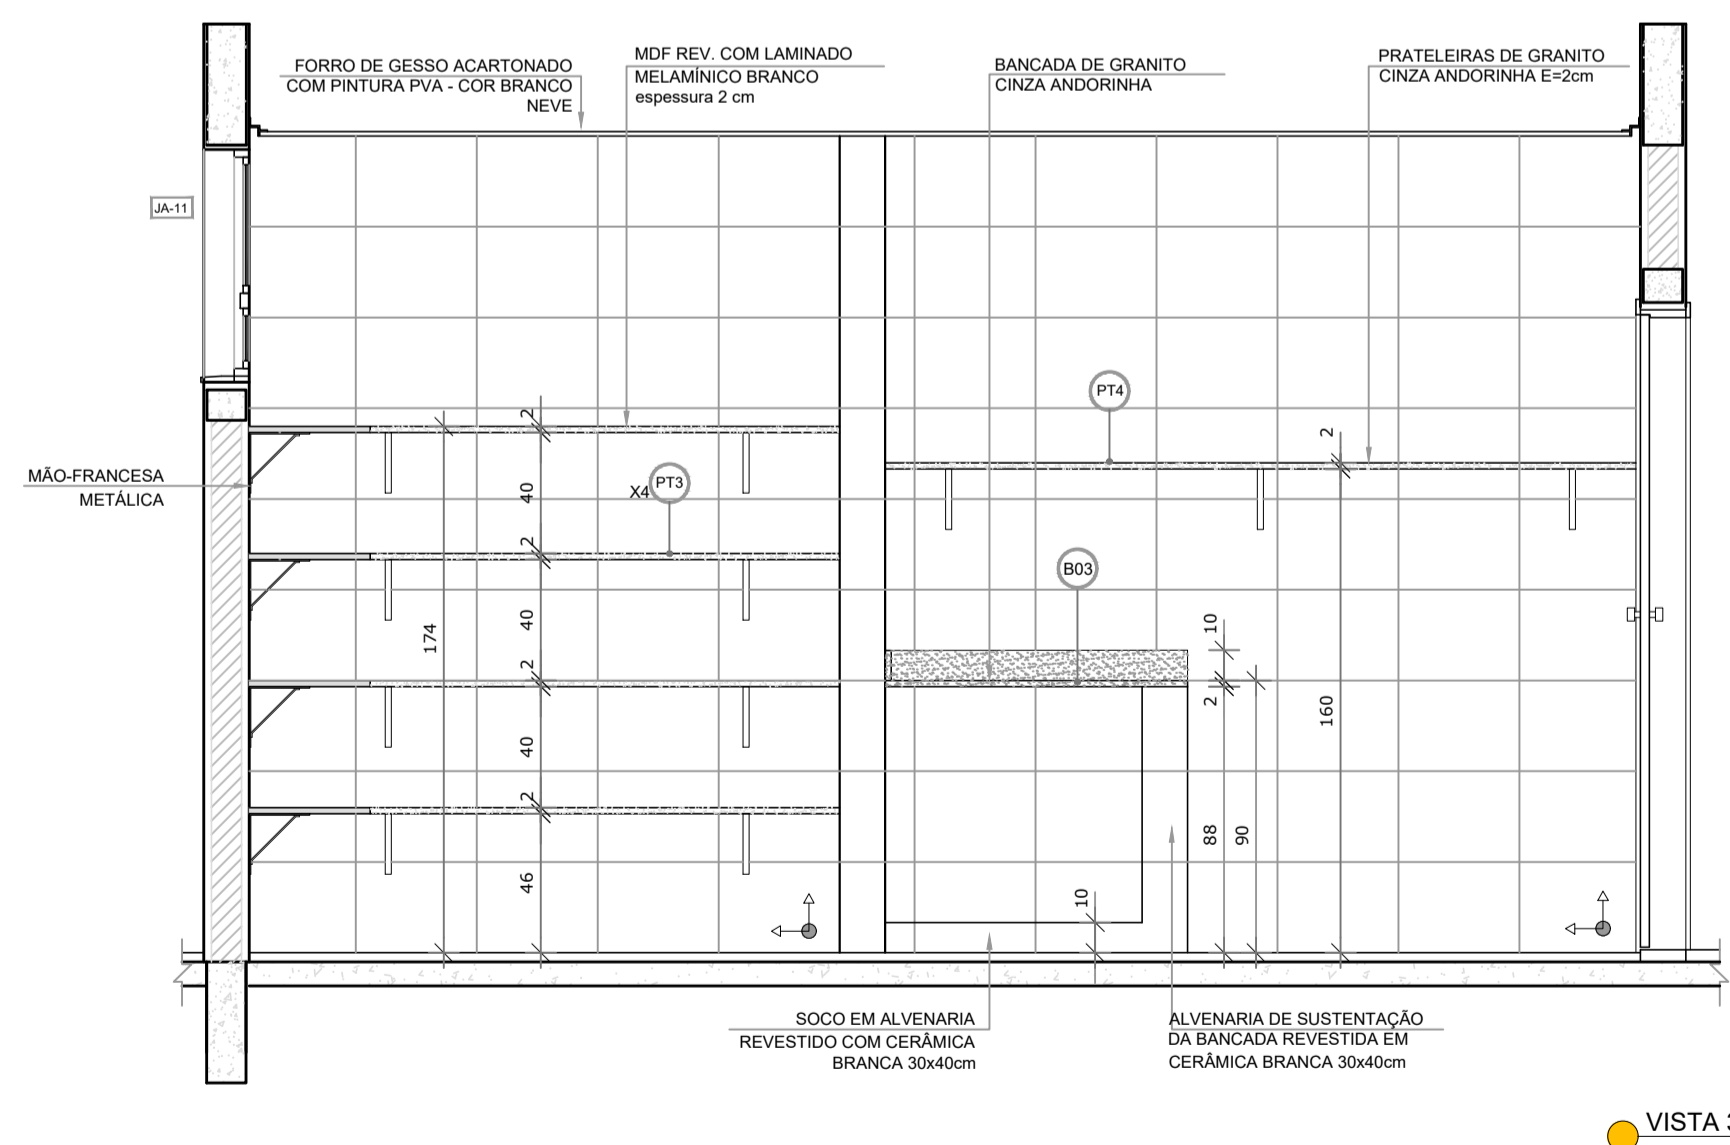 FORRO DE GESSO ACARTONADO
COM PINTURA PVA - COR BRANCO
NEVE
MDF REV. COM LAMINADO
MELAMÍNICO BRANCO
espessura 2 cm
BANCADA DE GRANITO
CINZA ANDORINHA
PRATELEIRAS DE GRANITO
CINZA ANDORINHA E=2cm
JA-11
MÃO-FRANCESA
METÁLICA
2
40
2
40
2
40
2
46
174
X4
PT3
PT4
B03
2
160
10
2
88
90
10
SOCO EM ALVENARIA
REVESTIDO COM CERÂMICA
BRANCA 30x40cm
ALVENARIA DE SUSTENTAÇÃO
DA BANCADA REVESTIDA EM
CERÂMICA BRANCA 30x40cm
VISTA 3